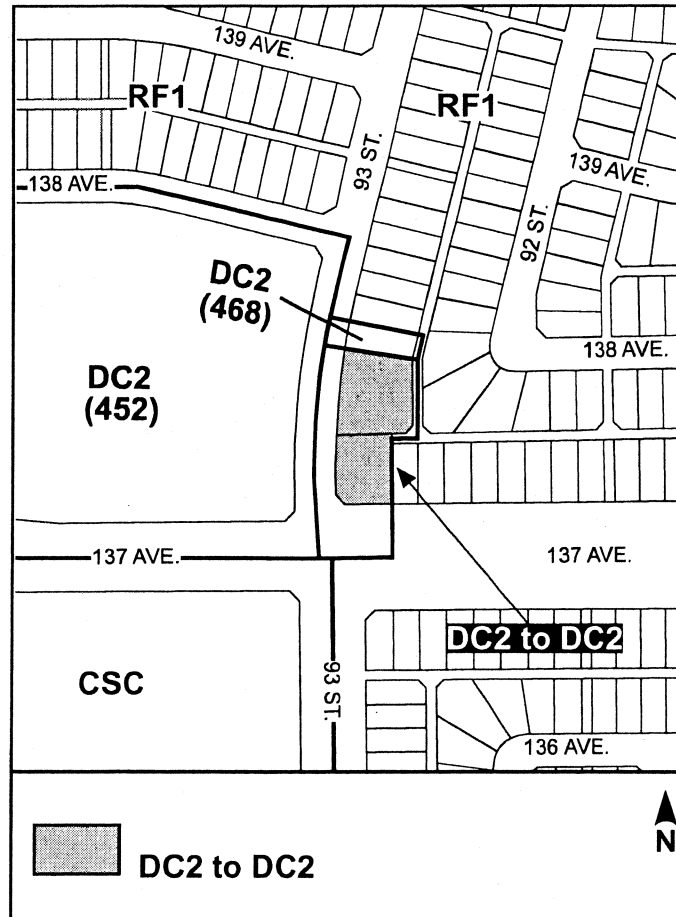 139 AVE.
RF1
RF1
93 ST.
139 AVE.
138 AVE.
92 ST.
DC2
(468)
138 AVE.
DC2
(452)
137 AVE.
137 AVE.
DC2 to DC2
CSC
93 ST.
136 AVE.
DC2 to DC2
N